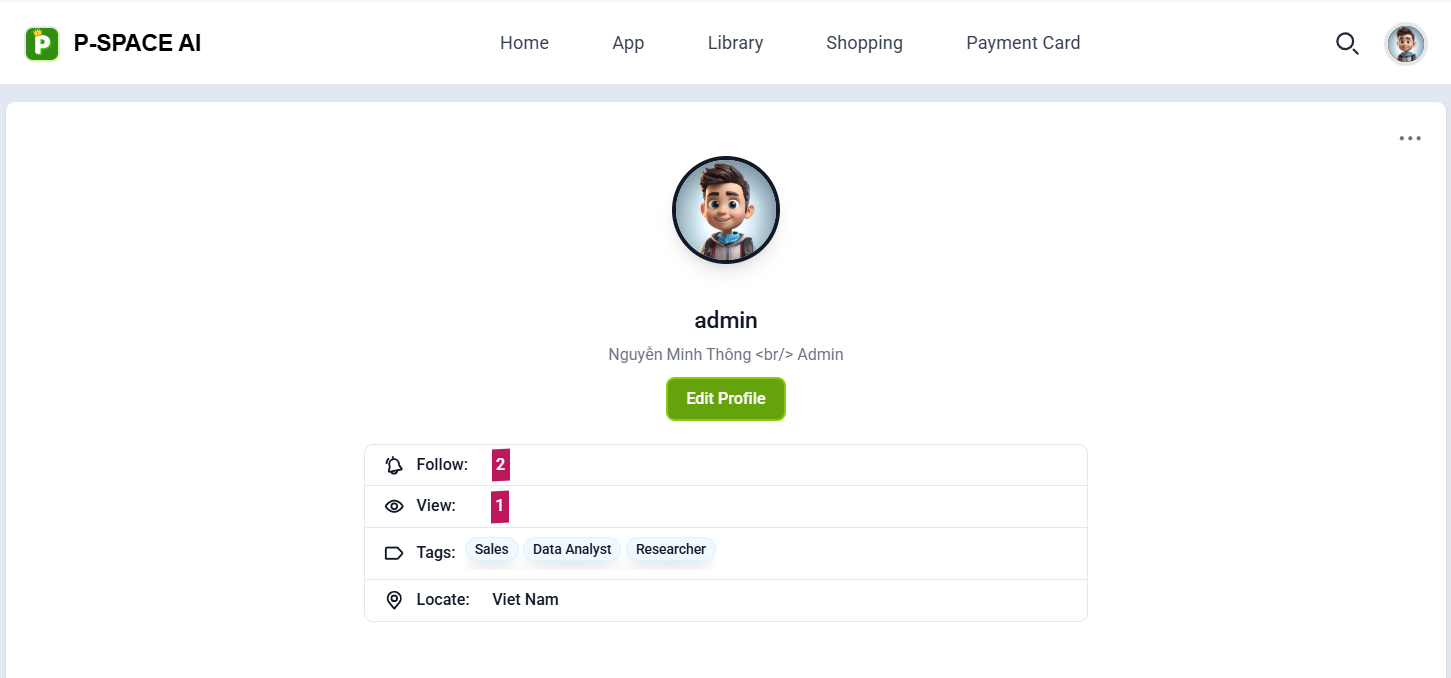 P P-SPACE AI Home App Library Shopping Payment Card
admin
Nguyễn Minh Thông <br/> Admin
Edit Profile
Follow: 2
View: 1
Tags: Sales Data Analyst Researcher
Locate: Viet Nam